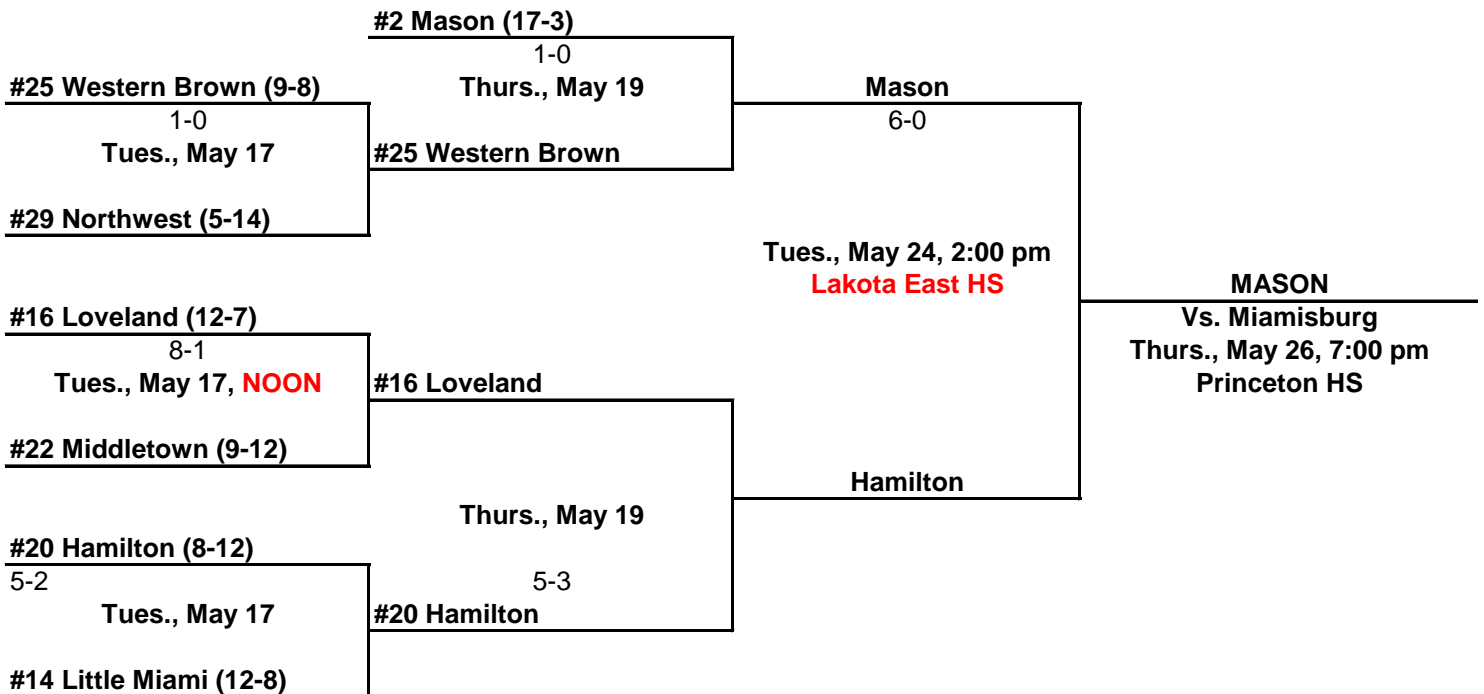 #2 Mason (17-3)
1-0
#25 Western Brown (9-8)
Thurs., May 19
Mason
1-0
6-0
Tues., May 17
#25 Western Brown
#29 Northwest (5-14)
Tues., May 24, 2:00 pm
Lakota East HS
MASON
#16 Loveland (12-7)
Vs. Miamisburg
8-1
Thurs., May 26, 7:00 pm
Tues., May 17, NOON
#16 Loveland
Princeton HS
#22 Middletown (9-12)
Hamilton
Thurs., May 19
#20 Hamilton (8-12)
5-2
5-3
Tues., May 17
#20 Hamilton
#14 Little Miami (12-8)